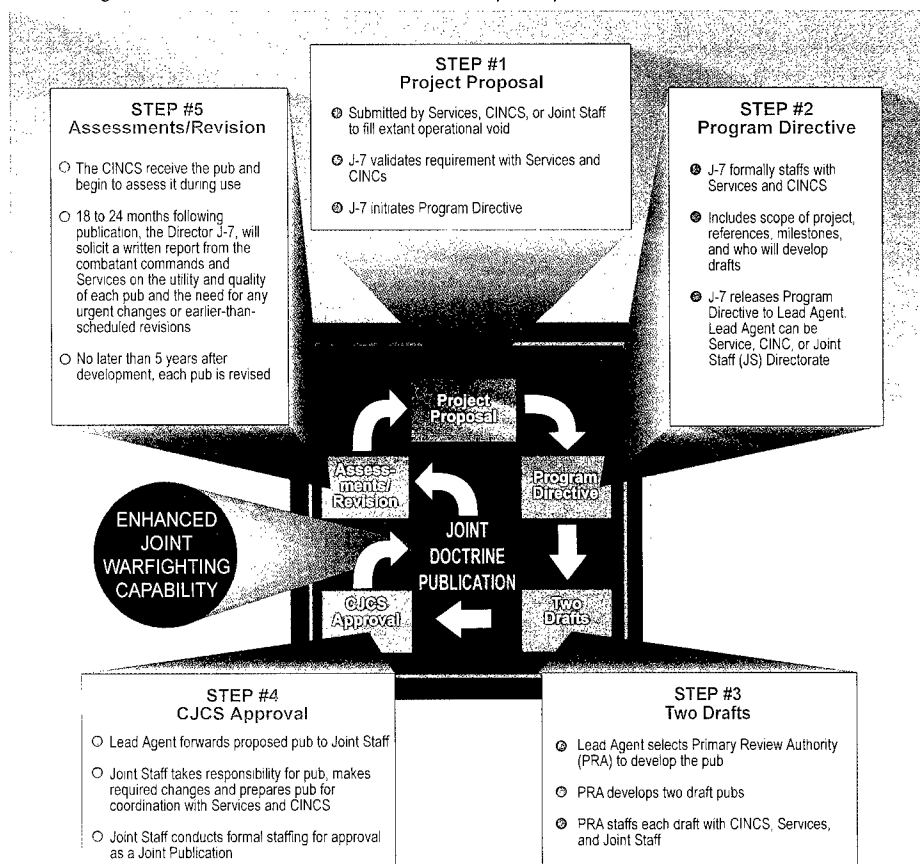 STEP #1
Project Proposal
Submitted by Services, CINCS, or Joint Staff
to fill extant operational void
J-7 validates requirement with Services and
CINCs
J-7 initiates Program Directive
STEP #5
Assessments/Revision
The CINCS receive the pub and
begin to assess it during use
18 to 24 months following
publication, the Director J-7, will
solicit a written report from the
combatant commands and
Services on the utility and quality
of each pub and the need for any
urgent changes or earlier-than-
scheduled revisions
No later than 5 years after
development, each pub is revised
STEP #2
Program Directive
J-7 formally staffs with
Services and CINCS
Includes scope of project,
references, milestones,
and who will develop
drafts
J-7 releases Program
Directive to Lead Agent.
Lead Agent can be
Service, CINC, or Joint
Staff (JS) Directorate
Project
Proposal
Assess-
ments/
Revision
Program
Directive
ENHANCED
JOINT
WARFIGHTING
CAPABILITY
JOINT
DOCTRINE
PUBLICATION
CJCS
Approval
Two
Drafts
STEP #4
CJCS Approval
Lead Agent forwards proposed pub to Joint Staff
Joint Staff takes responsibility for pub, makes
required changes and prepares pub for
coordination with Services and CINCS
Joint Staff conducts formal staffing for approval
as a Joint Publication
STEP #3
Two Drafts
Lead Agent selects Primary Review Authority
(PRA) to develop the pub
PRA develops two draft pubs
PRA staffs each draft with CINCS, Services,
and Joint Staff